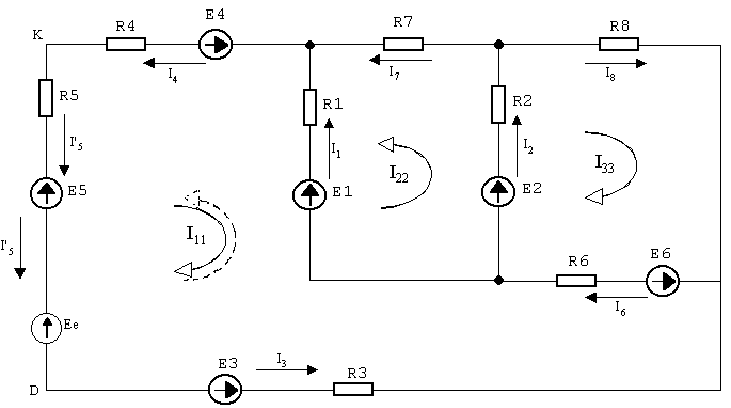 K R4 E4 R7 R8
I4 I7 I8
R5 R1 R2
I'5 I1 I2
E5 I11 E1 I22 E2 I33
I'5
R6 E6
I6
Ee
D E3 I3 R3